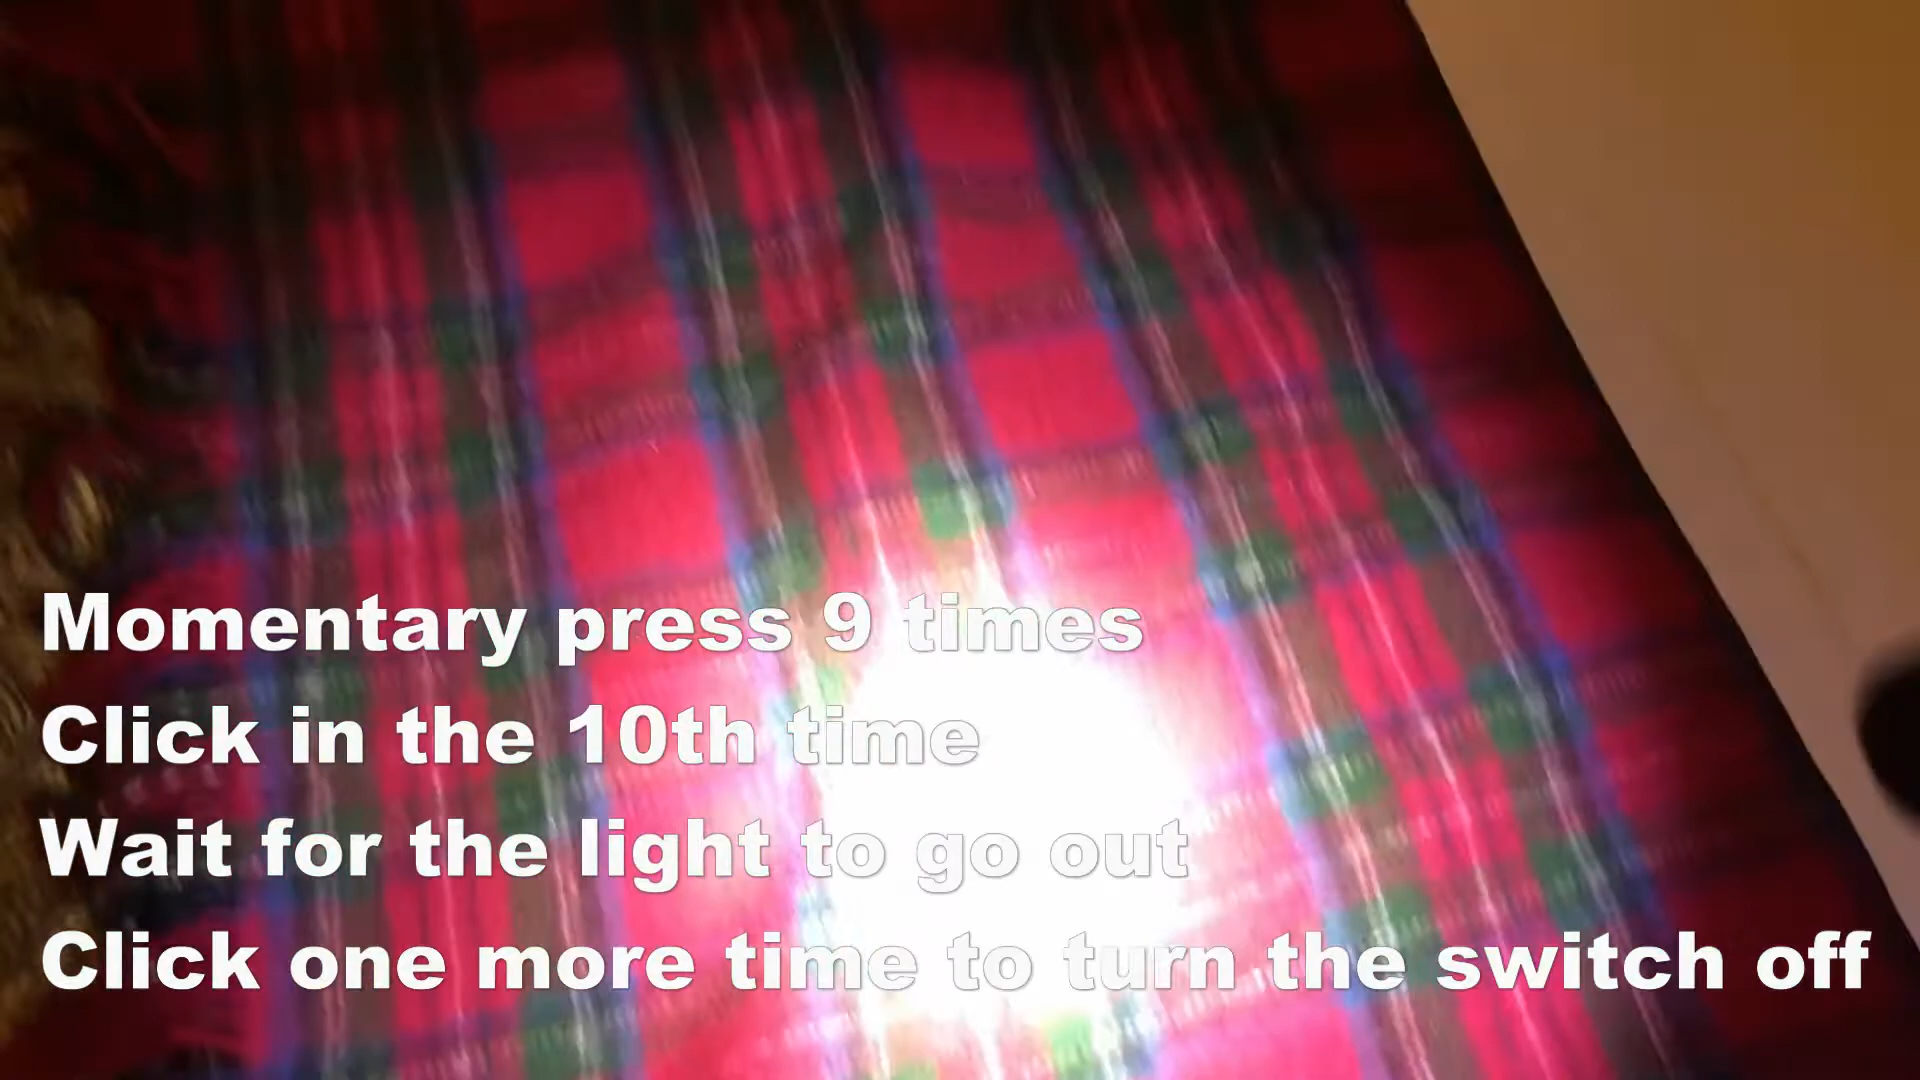 Momentary press 9 times
Click in the 10th time
Wait for the light to go out
Click one more time to turn the switch off